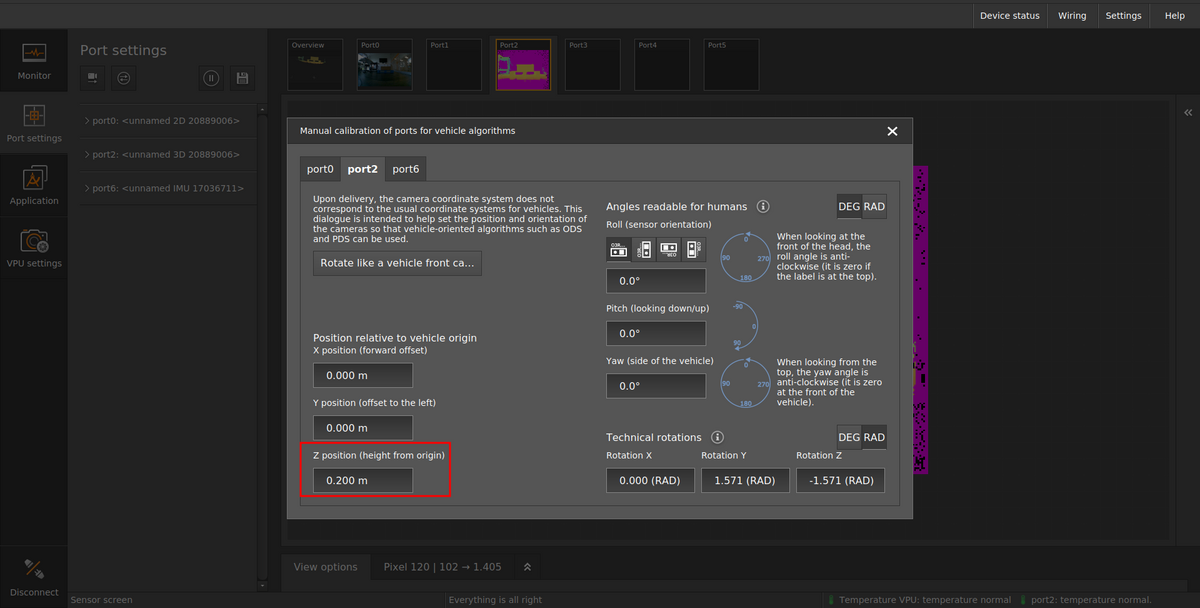 Device status
Wiring
Settings
Help
Monitor
Port settings
Application
VPU settings
Disconnect
Port settings
port0: <unnamed 2D 20889006>
port2: <unnamed 3D 20889006>
port6: <unnamed IMU 17036711>
Overview
Port0
Port1
Port2
Port3
Port4
Port5
Manual calibration of ports for vehicle algorithms
port0
port2
port6
Upon delivery, the camera coordinate system does not
correspond to the usual coordinate systems for vehicles. This
dialogue is intended to help set the position and orientation of
the cameras so that vehicle-oriented algorithms such as ODS
and PDS can be used.
Rotate like a vehicle front ca...
Position relative to vehicle origin
X position (forward offset)
0.000 m
Y position (offset to the left)
0.000 m
Z position (height from origin)
0.200 m
Angles readable for humans
DEG RAD
Roll (sensor orientation)
O3R
O3R
O3R
O3R
0.0°
0
90
270
180
When looking at the
front of the head, the
roll angle is anti-
clockwise (it is zero if
the label is at the top).
Pitch (looking down/up)
0.0°
-90
0
90
Yaw (side of the vehicle)
0.0°
0
90
270
180
When looking from the
top, the yaw angle is
anti-clockwise (it is zero
at the front of the
vehicle).
Technical rotations
DEG RAD
Rotation X
Rotation Y
Rotation Z
0.000 (RAD)
1.571 (RAD)
-1.571 (RAD)
View options
Pixel 120 | 102 → 1.405
Sensor screen
Everything is all right
Temperature VPU: temperature normal
port2: temperature normal.